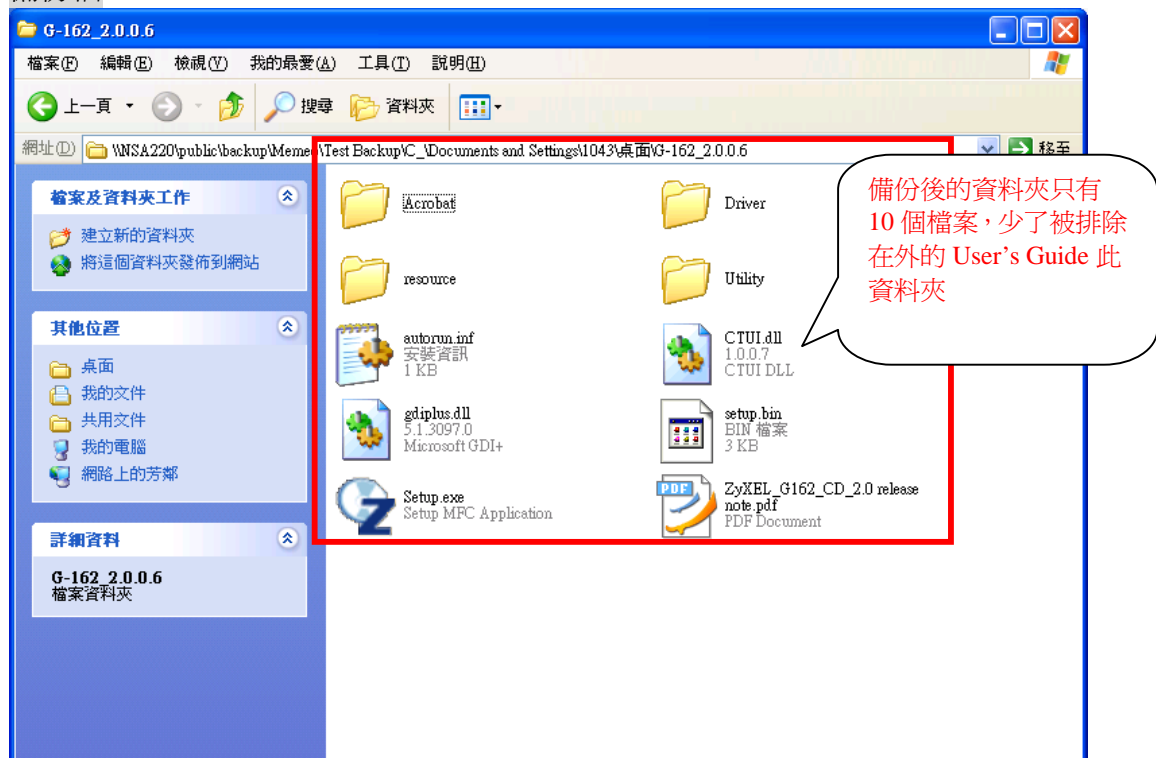 G-162_2.0.0.6
檔案(F) 編輯(E) 檢視(V) 我的最愛(A) 工具(T) 說明(H)
上一頁 搜尋 資料夾
網址(D) \\NSA220\public\backup\Memeo\Test Backup\C_\Documents and Settings\1043\桌面\G-162_2.0.0.6 移至
檔案及資料夾工作
建立新的資料夾
將這個資料夾發佈到網站
其他位置
桌面
我的文件
共用文件
我的電腦
網路上的芳鄰
詳細資料
G-162_2.0.0.6
檔案資料夾
Acrobat
Driver
resource
Utility
autorun.inf
安裝資訊
1 KB
CTUI.dll
1.0.0.7
CTUI DLL
gdiplus.dll
5.1.3097.0
Microsoft GDI+
setup.bin
BIN 檔案
3 KB
Setup.exe
Setup MFC Application
PDF
ZyXEL_G162_CD_2.0 release
note.pdf
PDF Document
備份後的資料夾只有
10 個檔案，少了被排除
在外的 User's Guide 此
資料夾